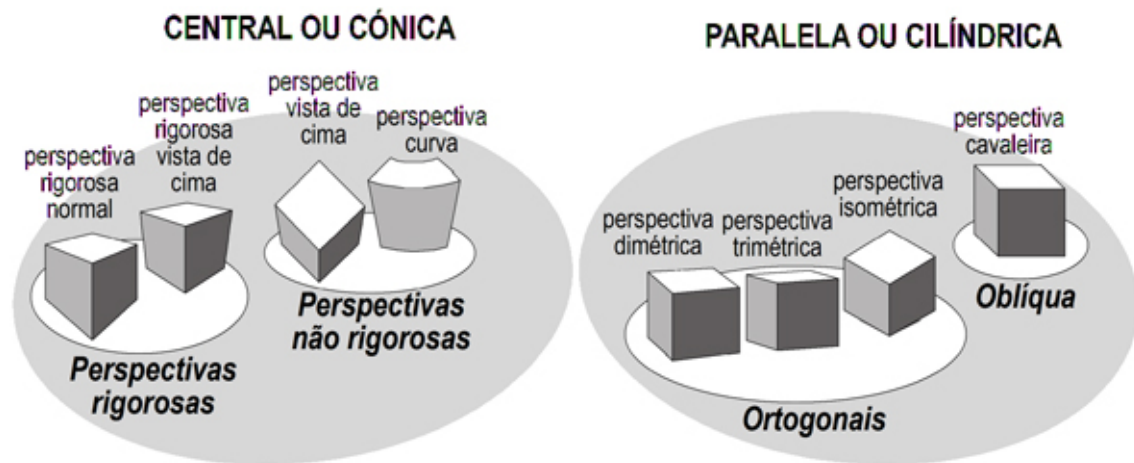 CENTRAL OU CÓNICA
perspectiva
rigorosa
normal
perspectiva
rigorosa
vista de
cima
perspectiva
vista de
cima
perspectiva
curva
Perspectivas
rigorosas
Perspectivas
não rigorosas
PARALELA OU CILÍNDRICA
perspectiva
dimétrica
perspectiva
trimétrica
perspectiva
isométrica
perspectiva
cavaleira
Ortogonais
Oblíqua